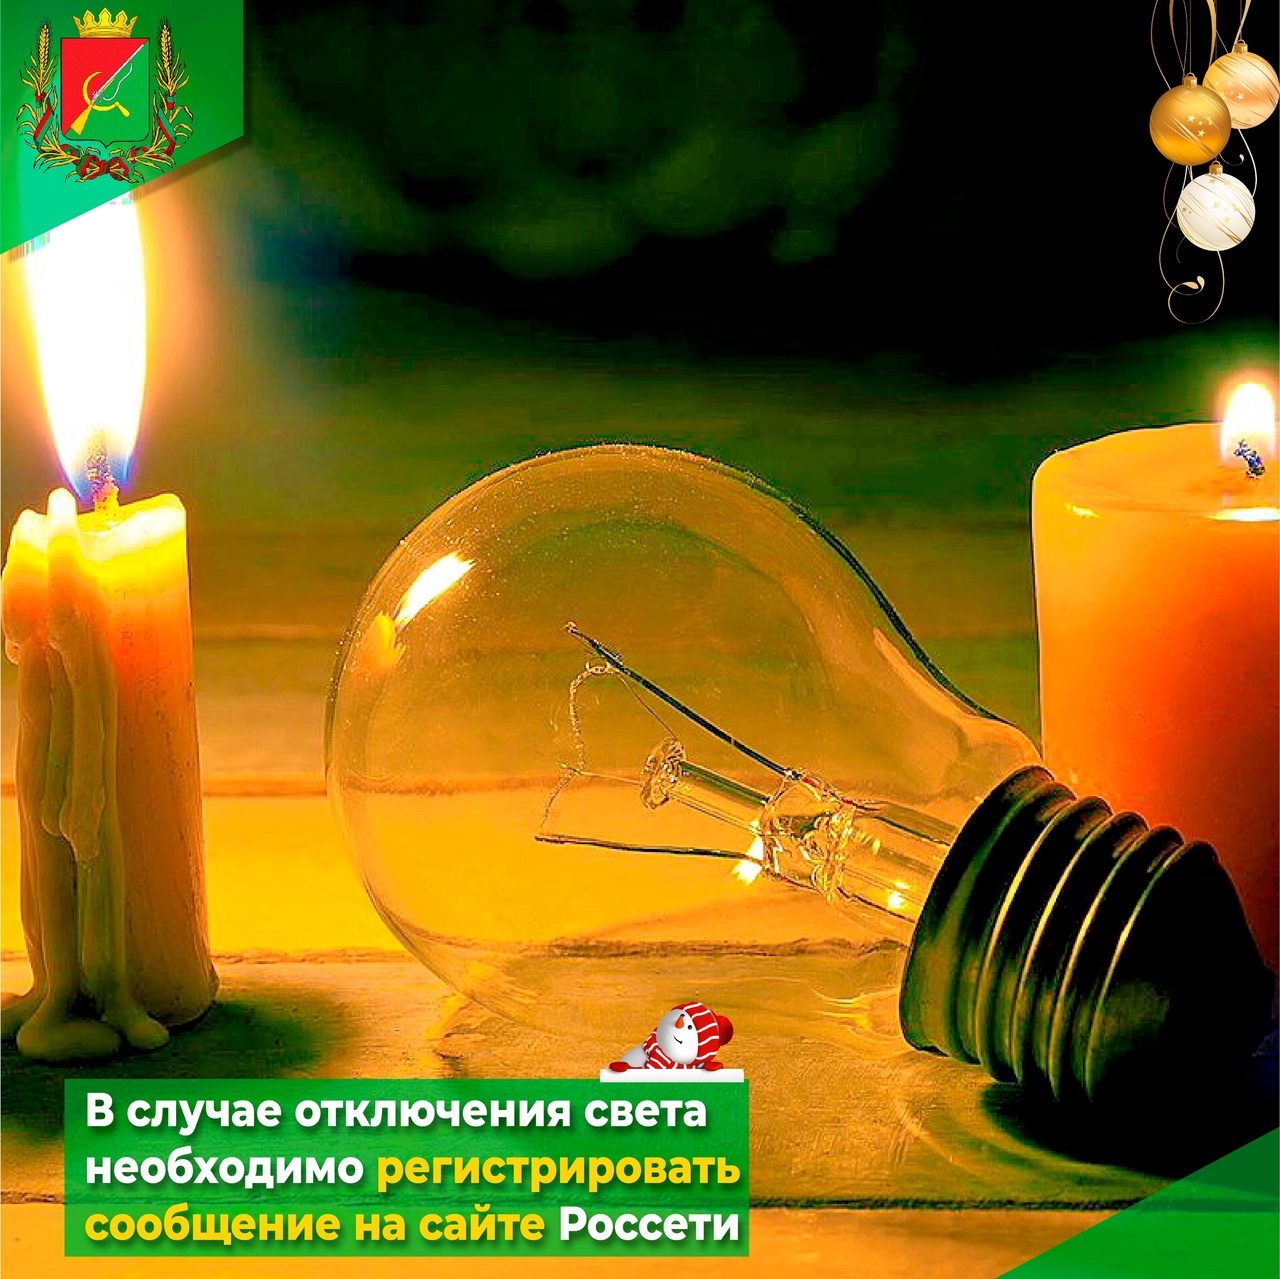 В случае отключения света
необходимо регистрировать
сообщение на сайте Россети